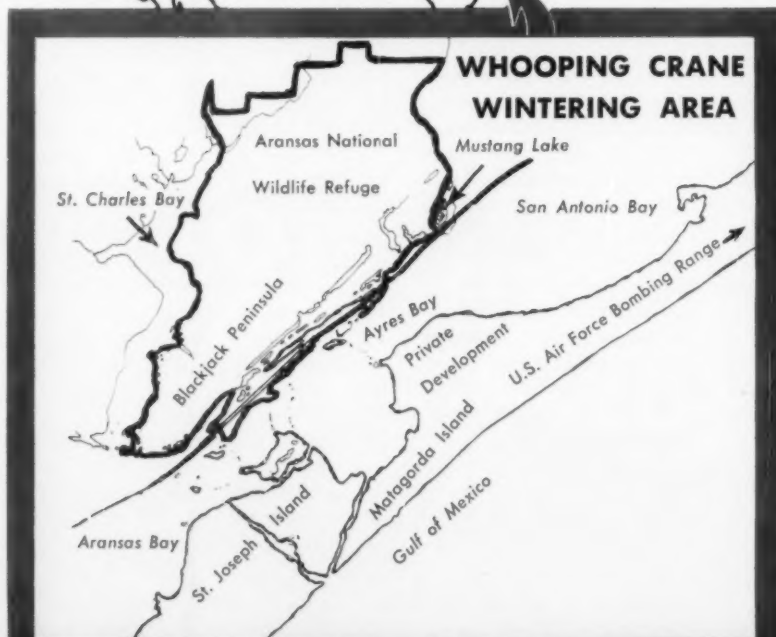 WHOOPING CRANE
WINTERING AREA
Aransas National
Wildlife Refuge
Mustang Lake
St. Charles Bay
San Antonio Bay
Blackjack Peninsula
Ayres Bay
Private
Development
U.S. Air Force Bombing Range
Matagorda Island
Gulf of Mexico
Aransas Bay
St. Joseph Island